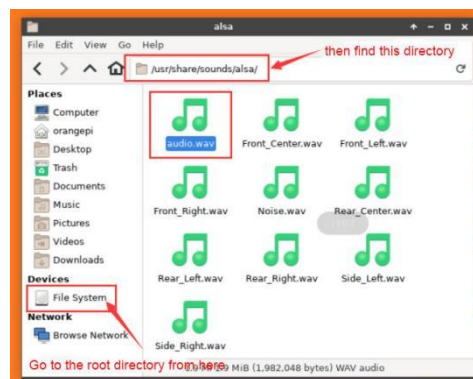 alsa
File Edit View Go Help
then find this directory
/usr/share/sounds/alsa/
Places
Computer
orangepi
Desktop
Trash
Documents
Music
Pictures
Videos
Downloads
Devices
File System
Network
Browse Network
audio.wav Front_Center.wav Front_Left.wav
Front_Right.wav Noise.wav Rear_Center.wav
Rear_Left.wav Rear_Right.wav Side_Left.wav
Side_Right.wav
Go to the root directory from here
MiB (1,982,048 bytes) WAV audio